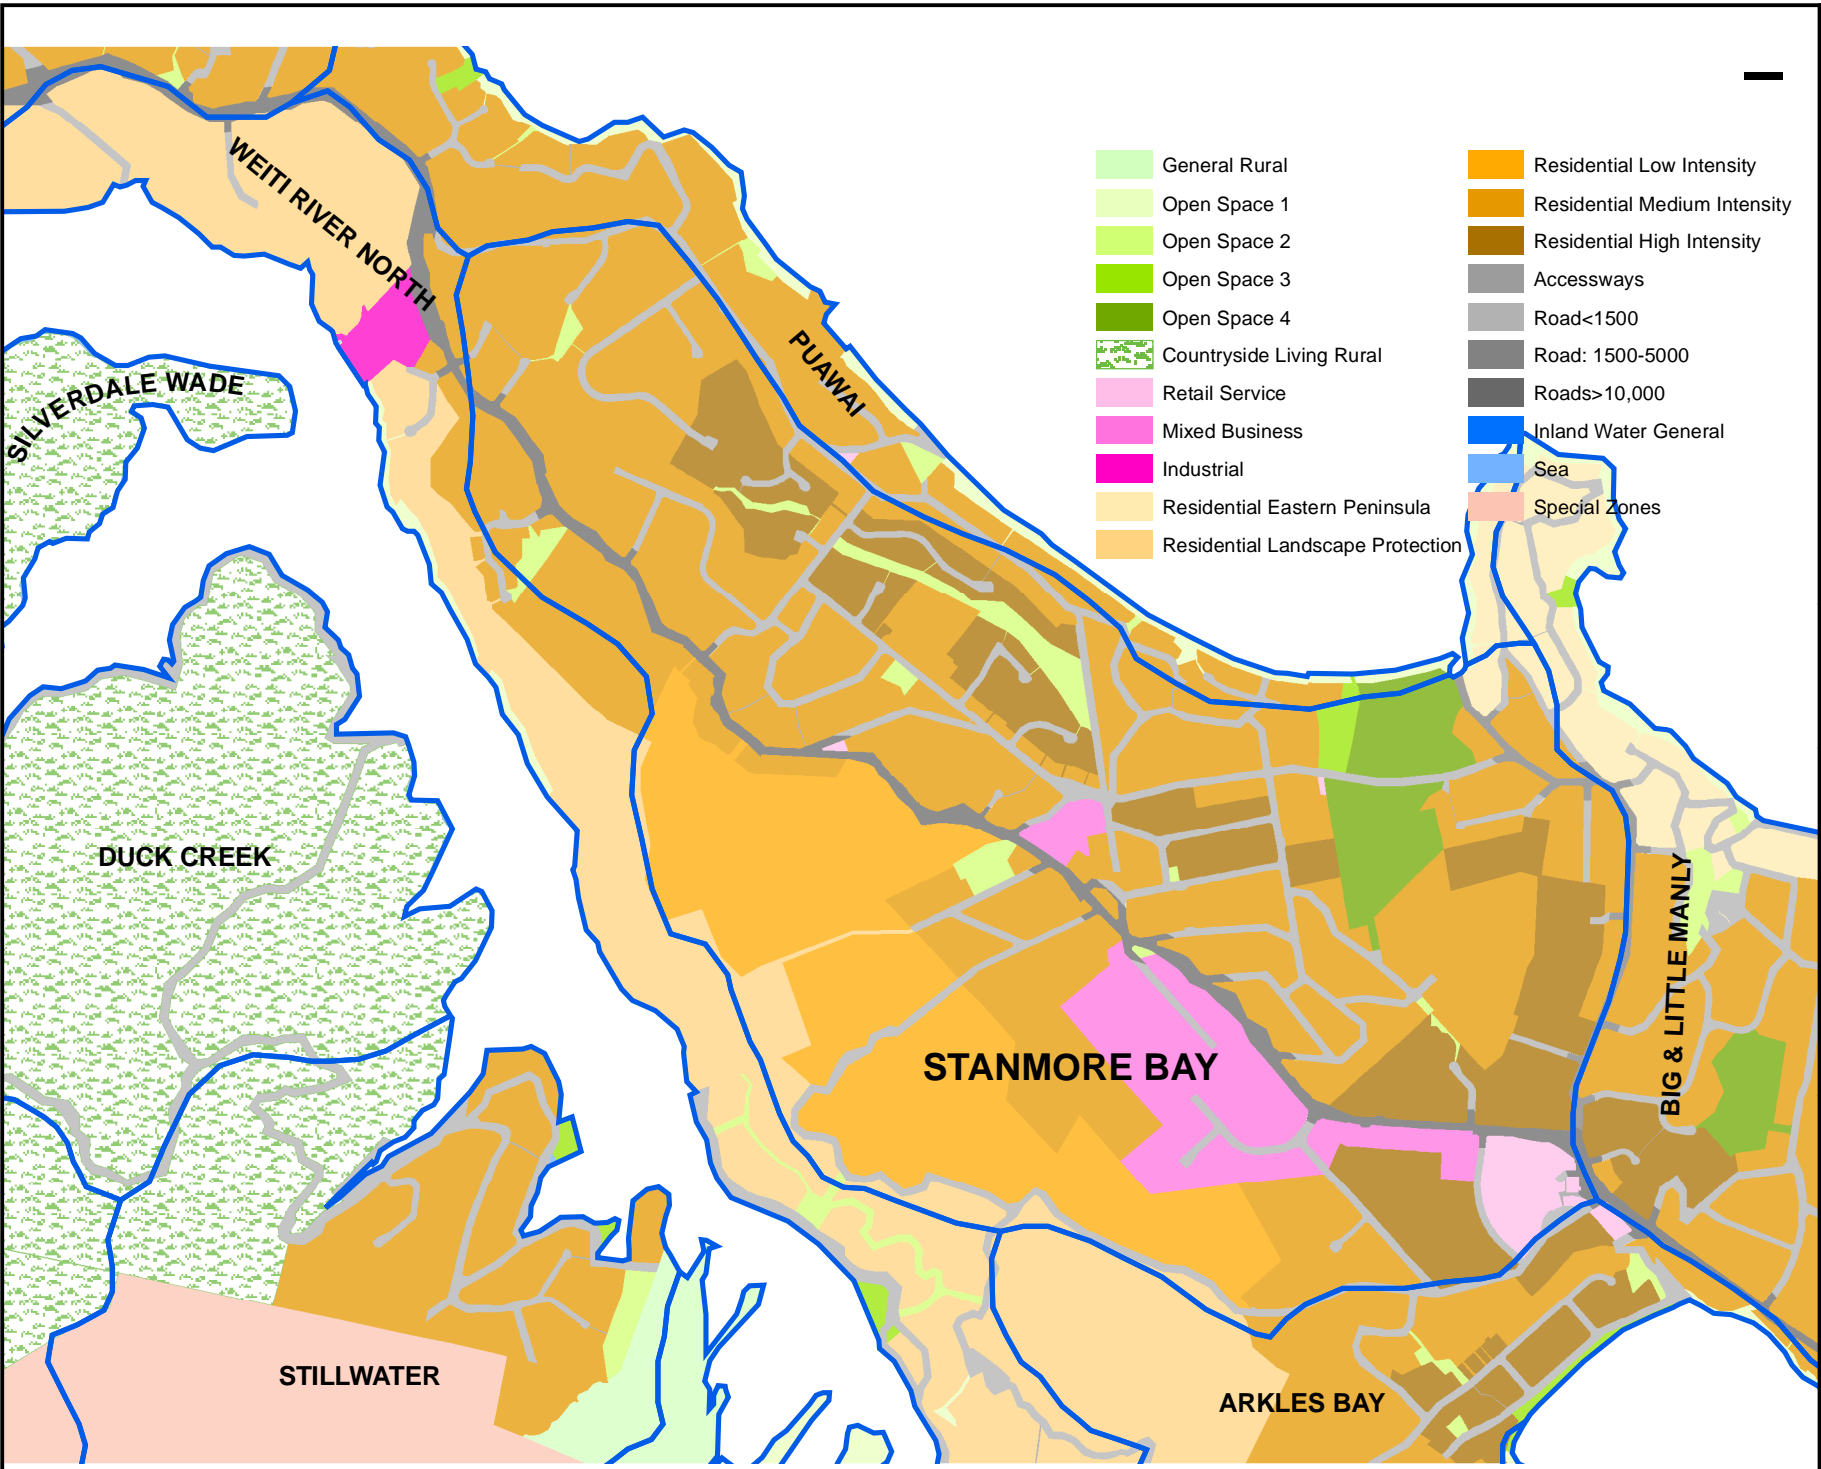 General Rural
Open Space 1
Open Space 2
Open Space 3
Open Space 4
Countryside Living Rural
Retail Service
Mixed Business
Industrial
Residential Eastern Peninsula
Residential Landscape Protection
Residential Low Intensity
Residential Medium Intensity
Residential High Intensity
Accessways
Road<1500
Road: 1500-5000
Roads>10,000
Inland Water General
Sea
Special Zones
WEITI RIVER NORTH
PUAWAI
SILVERDALE WADE
DUCK CREEK
STANMORE BAY
BIG & LITTLE MANLY
STILLWATER
ARKLES BAY